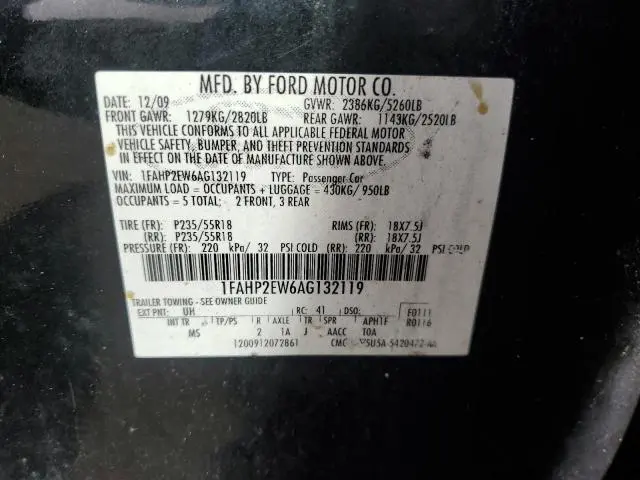 MFD. BY FORD MOTOR CO.
DATE: 12/09 GVWR: 2386KG/5260LB
FRONT GAWR: 1279KG/2820LB REAR GAWR: 1143KG/2520LB
THIS VEHICLE CONFORMS TO ALL APPLICABLE FEDERAL MOTOR
VEHICLE SAFETY, BUMPER, AND THEFT PREVENTION STANDARDS
IN EFFECT ON THE DATE OF MANUFACTURE SHOWN ABOVE.
VIN: 1FAHP2EW6AG132119 TYPE: Passenger Car
MAXIMUM LOAD = OCCUPANTS + LUGGAGE = 430KG/950LB
OCCUPANTS = 5 TOTAL: 2 FRONT, 3 REAR
TIRE (FR): P235/55R18 RIMS (FR): 18X7.5J
(RR): P235/55R18 (RR): 18X7.5J
PRESSURE (FR): 220 kPa/ 32 PSI COLD (RR): 220 kPa/ 32 PSI COLD
1FAHP2EW6AG132119
TRAILER TOWING - SEE OWNER GUIDE
EXT PNT: UH RC: 41 DSO: F0111
INT TR TP/PS R AXLE TR SPR APH1F R0116
MS 2 1A J AACC 10A
1200912072861 CMC